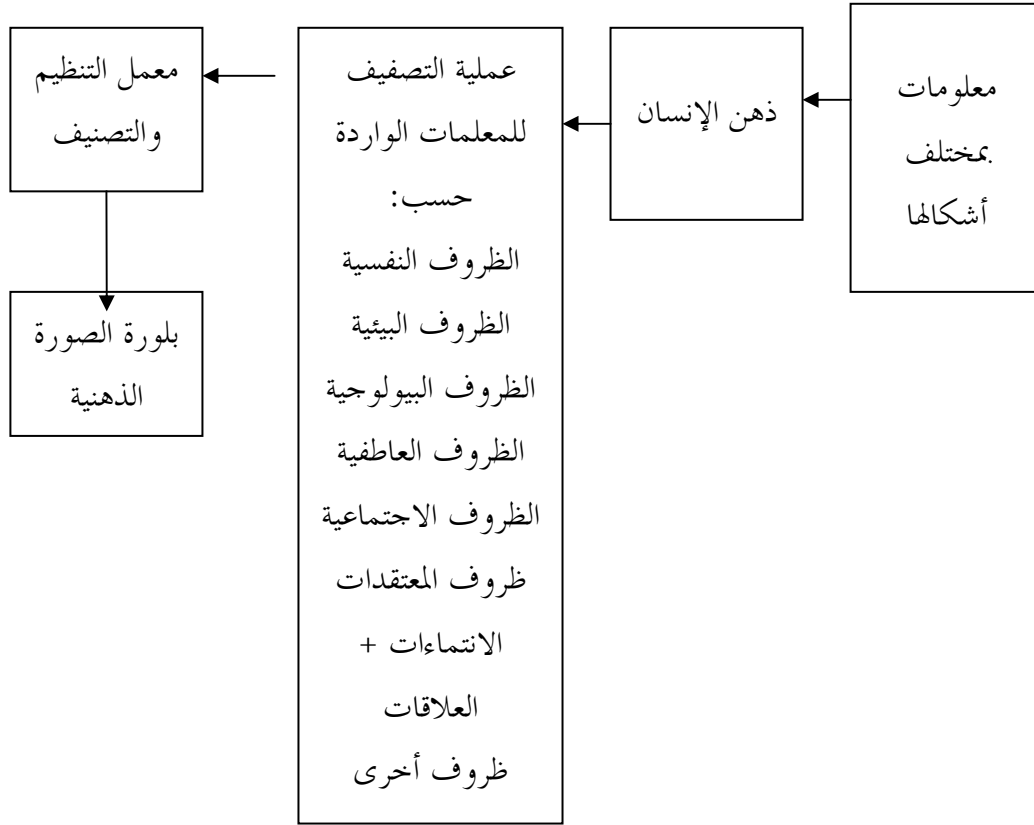 معلومات
بمختلف
أشكالها
ذهن الإنسان
عملية التصفيف
للمعلمات الواردة
حسب:
الظروف النفسية
الظروف البيئية
الظروف البيولوجية
الظروف العاطفية
الظروف الاجتماعية
ظروف المعتقدات
الانتماءات +
العلاقات
ظروف أخرى
معمل التنظيم
والتصنيف
بلورة الصورة
الذهنية